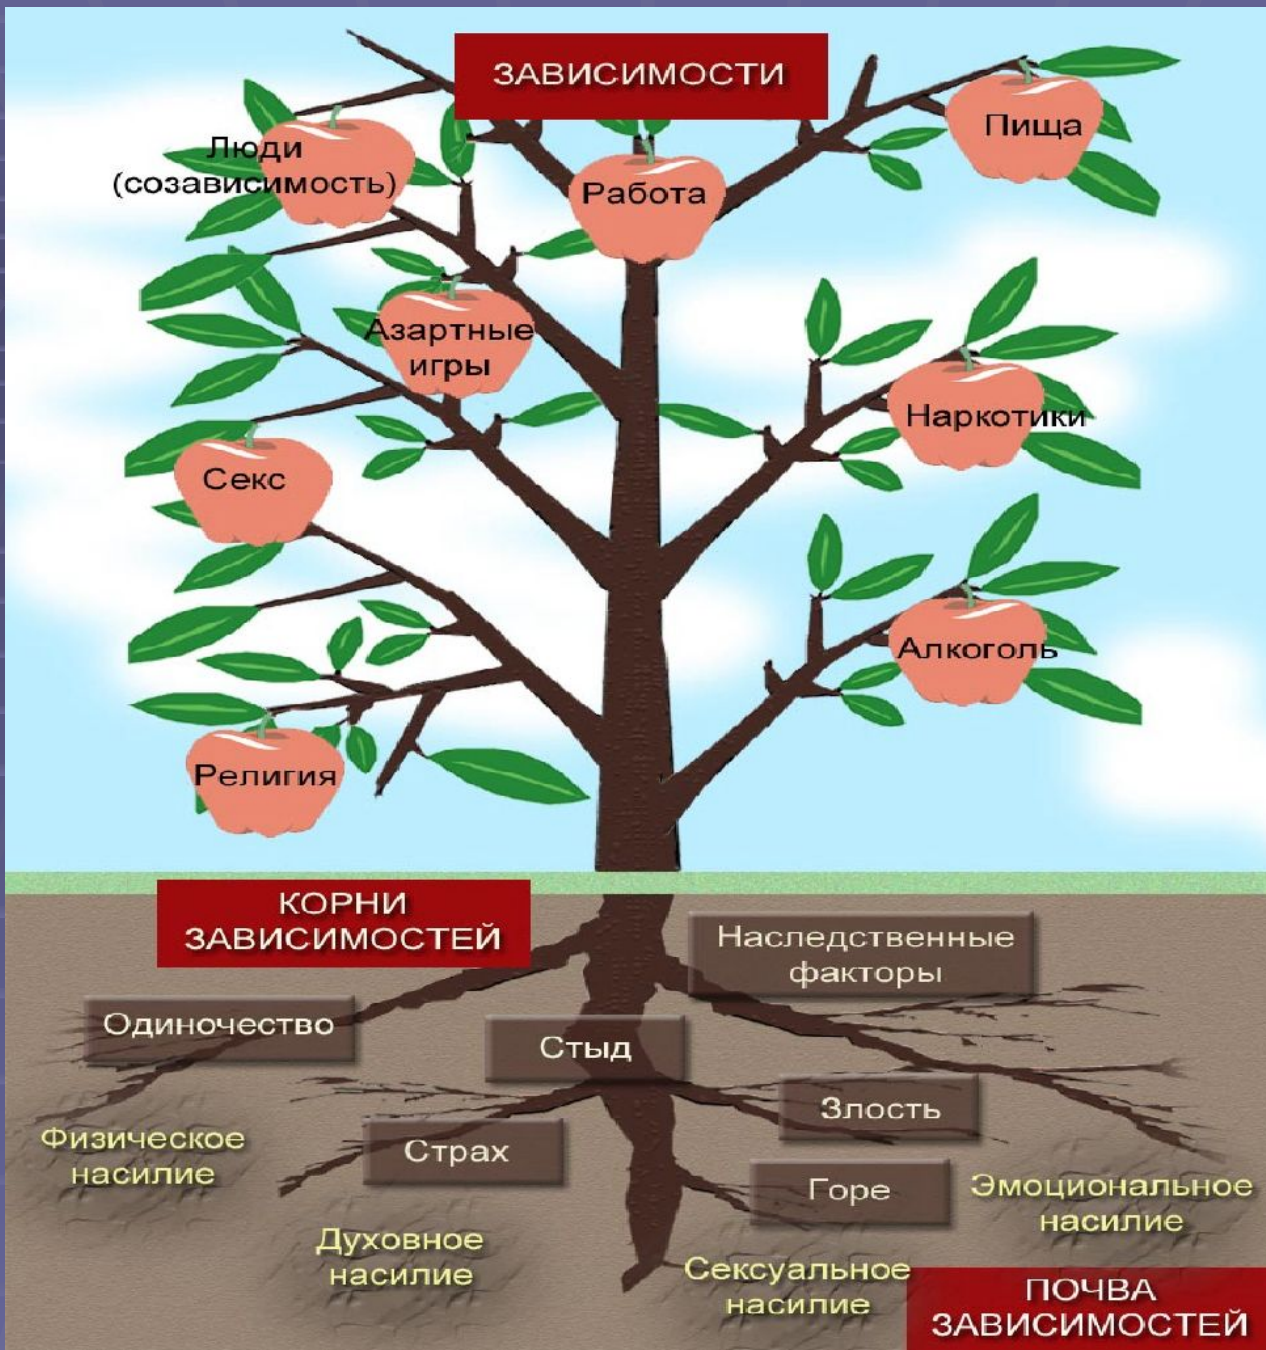 ЗАВИСИМОСТИ
Пища
Люди
(созависимость)
Работа
Азартные
игры
Наркотики
Секс
Алкоголь
Религия
КОРНИ
ЗАВИСИМОСТЕЙ
Наследственные
факторы
Одиночество
Стыд
Злость
Страх
Физическое
насилие
Горе
Эмоциональное
насилие
Духовное
насилие
Сексуальное
насилие
ПОЧВА
ЗАВИСИМОСТЕЙ